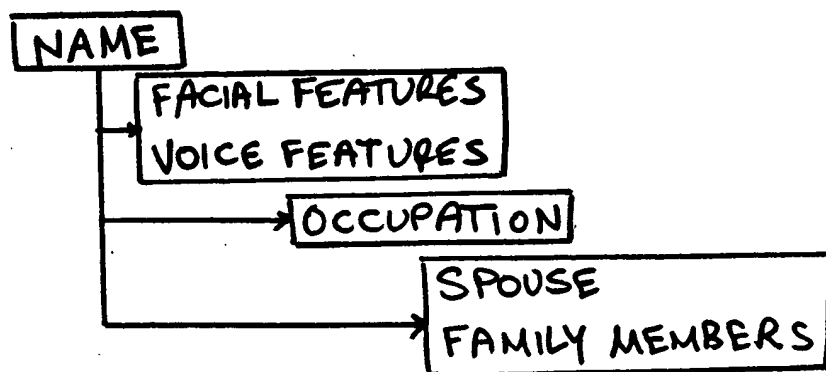 NAME
FACIAL FEATURES
VOICE FEATURES
OCCUPATION
SPOUSE
FAMILY MEMBERS